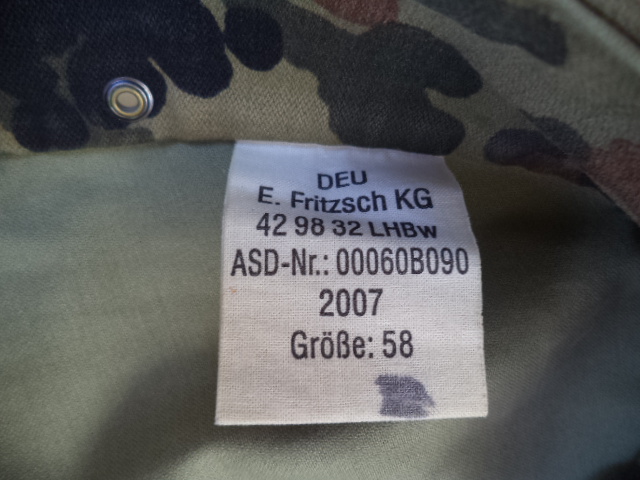 DEU
E. Fritzsch KG
42 98 32 LHBw
ASD-Nr.: 00060B090
2007
Größe: 58